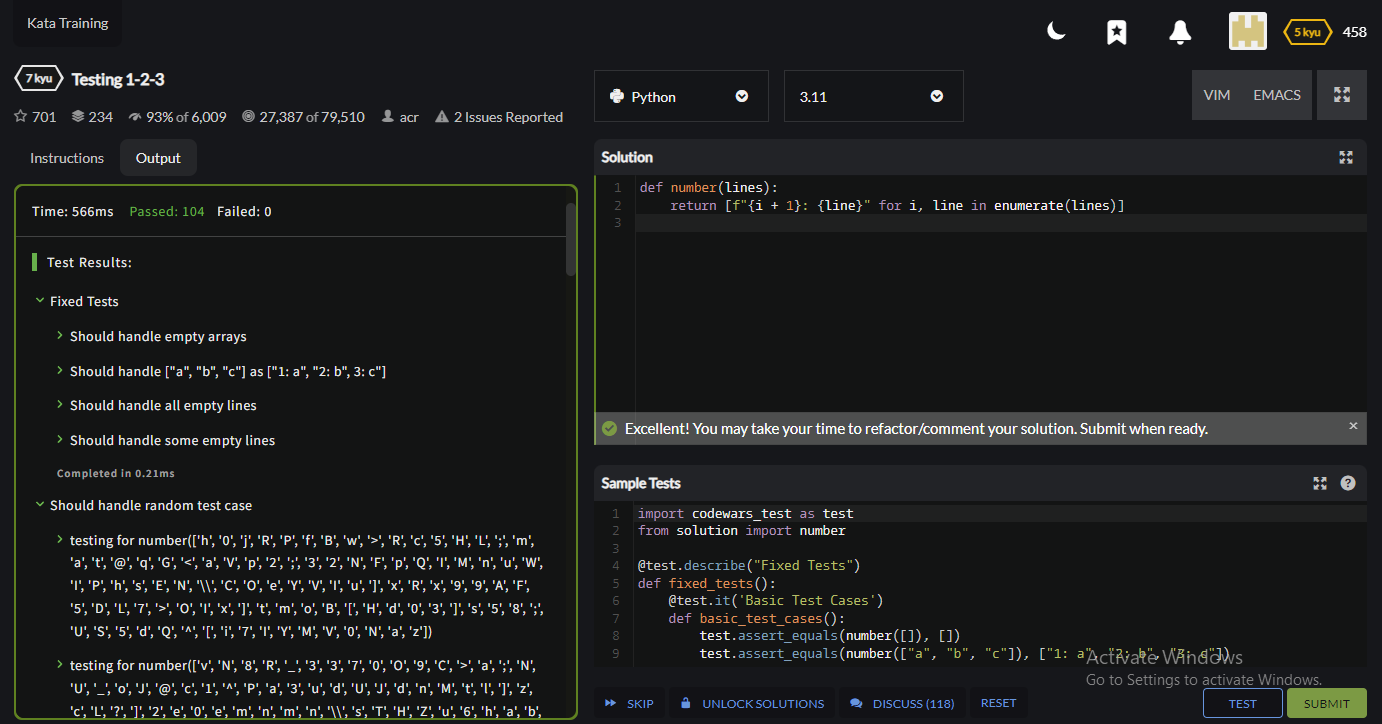 Kata Training
5 kyu 458
7 kyu Testing 1-2-3
701 234 93% of 6,009 27,387 of 79,510 acr 2 Issues Reported
Instructions Output
Time: 566ms Passed: 104 Failed: 0
Test Results:
Fixed Tests
Should handle empty arrays
Should handle ["a", "b", "c"] as ["1: a", "2: b", 3: c"]
Should handle all empty lines
Should handle some empty lines
Completed in 0.21ms
Should handle random test case
testing for number(['h', '0', 'j', 'R', 'P', 'f', 'B', 'w', '>', 'R', 'c', '5', 'H', 'L', ';', 'm',
'a', 't', '@', 'q', 'G', '<', 'a', 'V', 'p', '2', ';', '3', '2', 'N', 'F', 'p', 'Q', 'I', 'M', 'n', 'u', 'W',
'I', 'P', 'h', 's', 'E', 'N', '\\', 'C', 'O', 'e', 'Y', 'V', 'I', 'u', ']', 'x', 'R', 'x', '9', '9', 'A', 'F',
'5', 'D', 'L', '7', '>', 'O', 'I', 'x', ']', 't', 'm', 'o', 'B', '[', 'H', 'd', '0', '3', ']', 's', '5', '8', ';',
'U', 'S', '5', 'd', 'Q', '^', '[', 'i', '7', 'I', 'Y', 'M', 'V', '0', 'N', 'a', 'z'])
testing for number(['v', 'N', '8', 'R', '_', '3', '3', '7', '0', 'O', '9', 'C', '>', 'a', ';', 'N',
'U', '_', 'o', 'J', '@', 'c', '1', '^', 'P', 'a', '3', 'u', 'd', 'U', 'J', 'd', 'n', 'M', 't', 'l', ']', 'z',
'c', 'L', '?', ']', '2', 'e', '0', 'e', 'm', 'n', 'm', 'n', '\\', 's', 'T', 'H', 'Z', 'u', '6', 'h', 'a', 'b',
Python 3.11 VIM EMACS
Solution
1 def number(lines):
2 return [f"{i + 1}: {line}" for i, line in enumerate(lines)]
3
Excellent! You may take your time to refactor/comment your solution. Submit when ready. ×
Sample Tests ?
1 import codewars_test as test
2 from solution import number
3
4 @test.describe("Fixed Tests")
5 def fixed_tests():
6 @test.it('Basic Test Cases')
7 def basic_test_cases():
8 test.assert_equals(number([]), [])
9 test.assert_equals(number(["a", "b", "c"]), ["1: a", "2: b", "3: c"])
Activate Windows
Go to Settings to activate Windows.
SKIP UNLOCK SOLUTIONS DISCUSS (118) RESET TEST SUBMIT